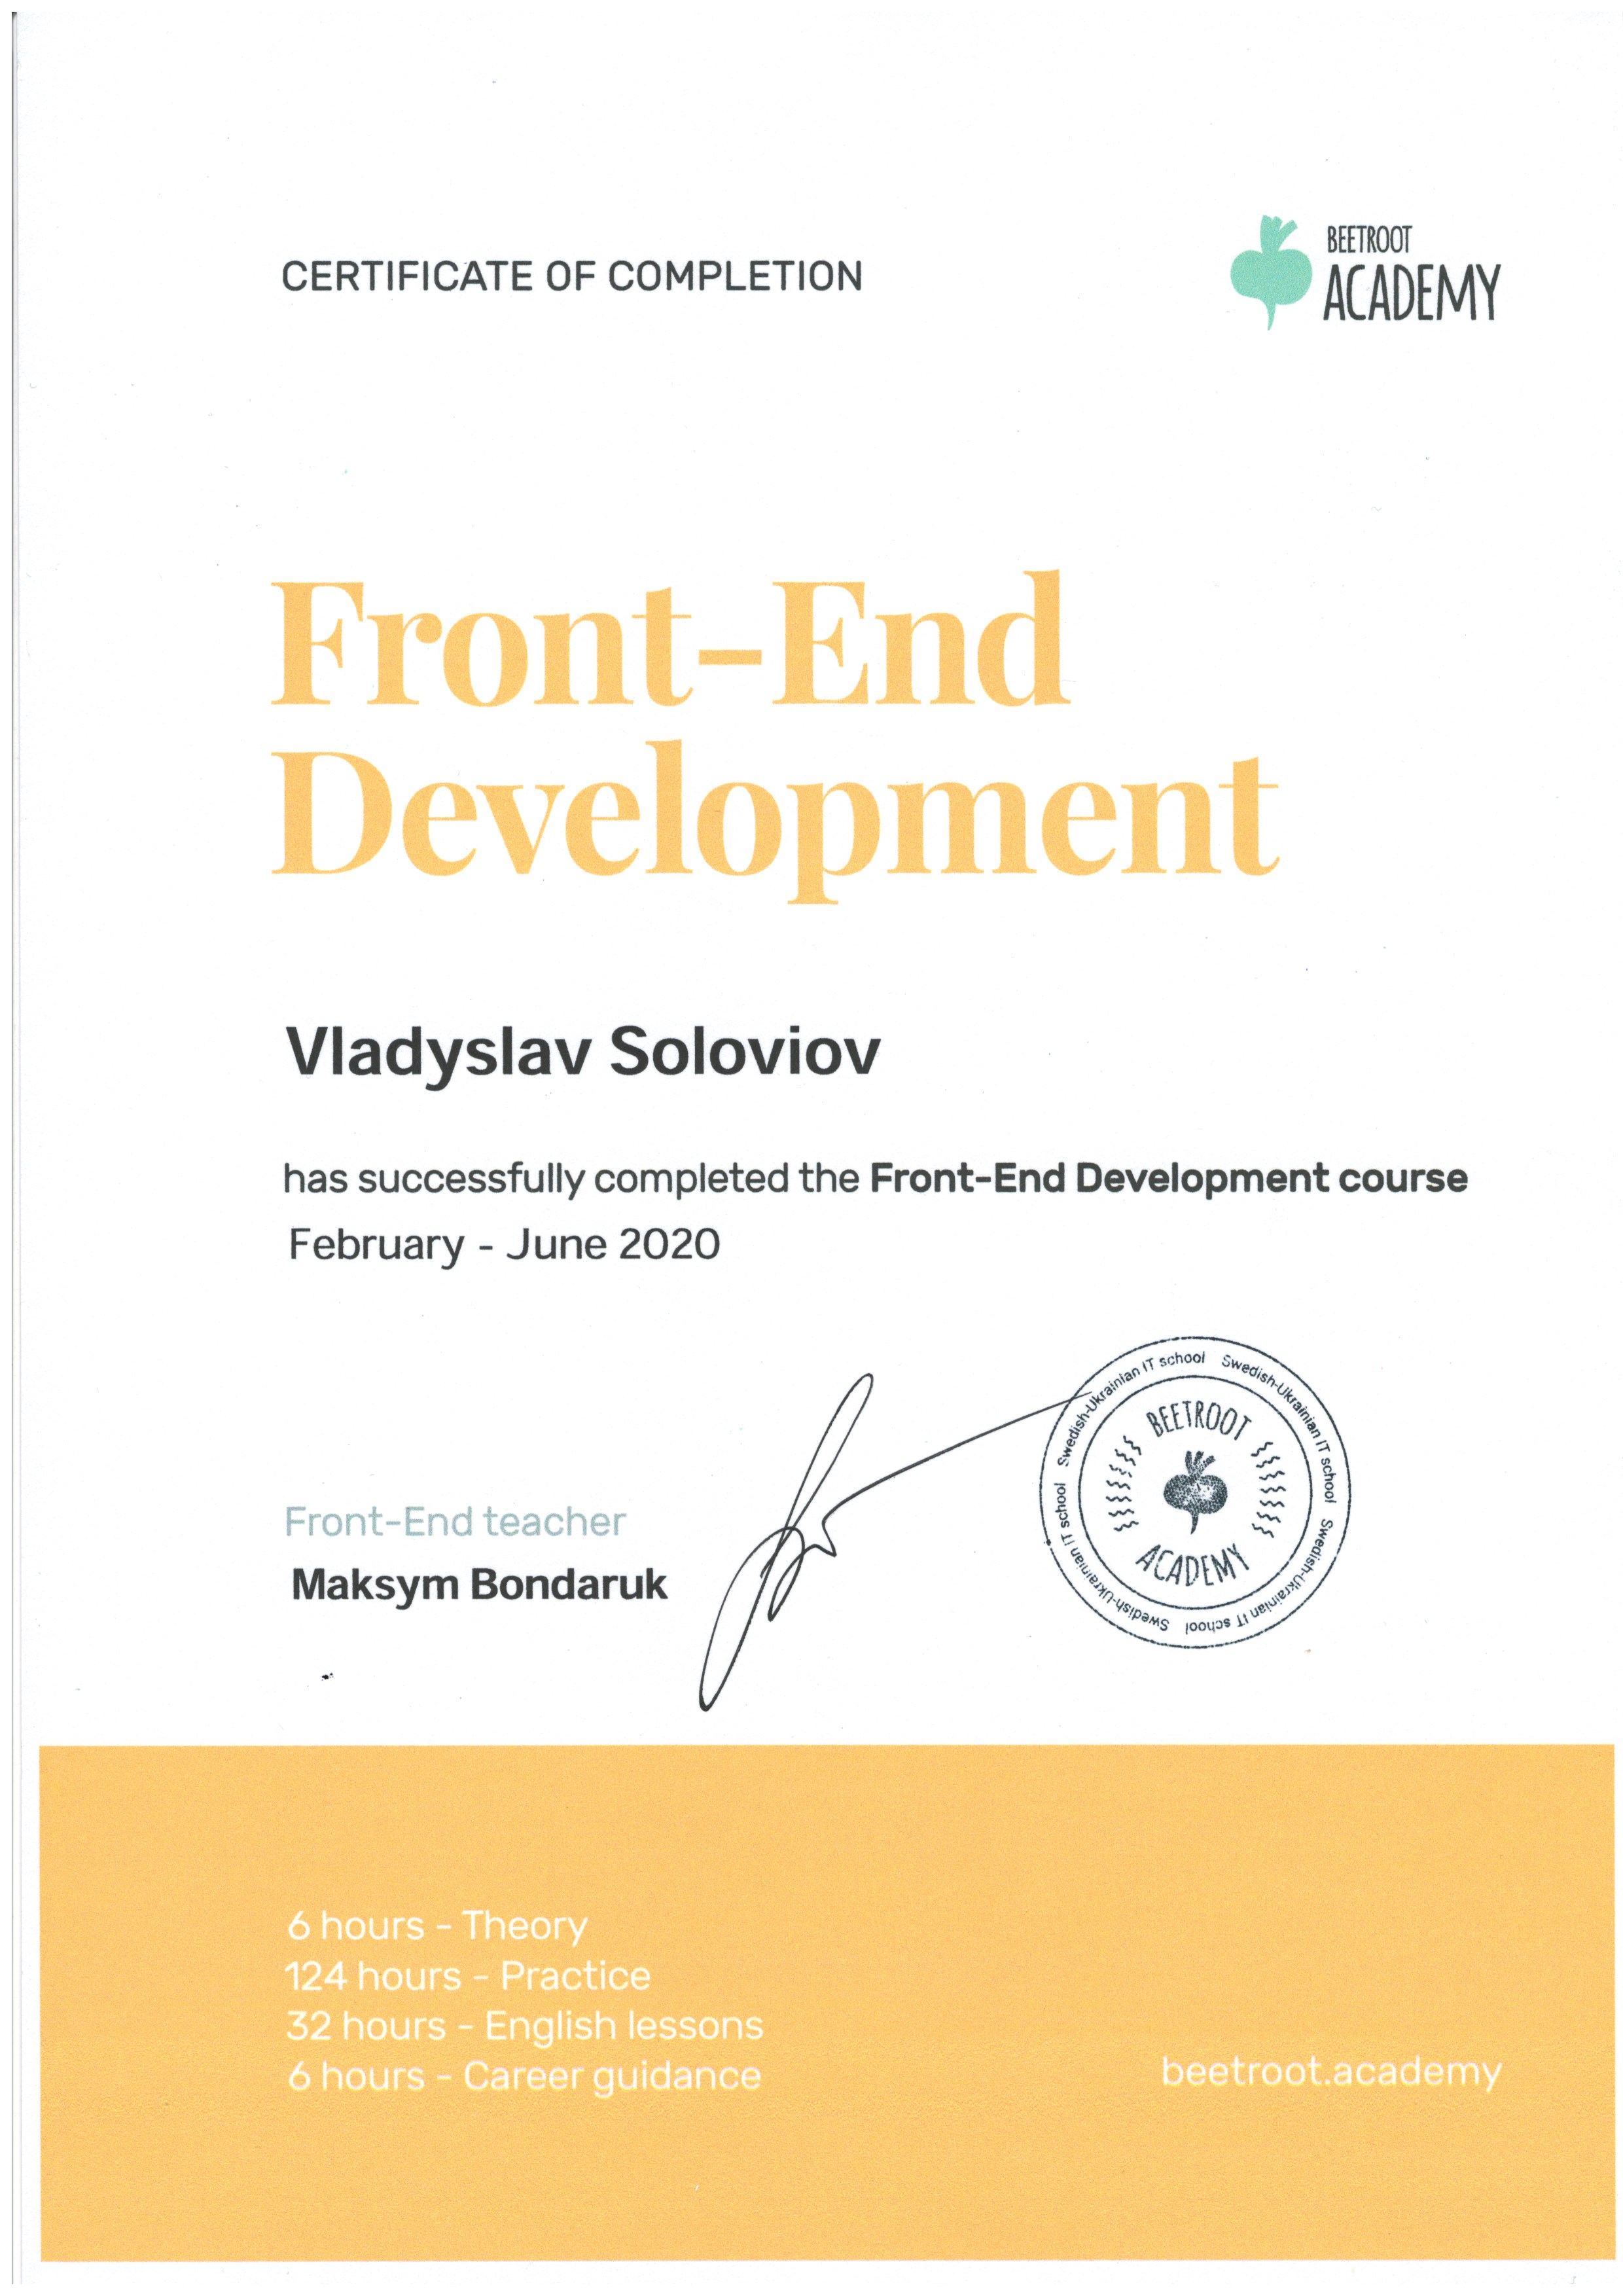 CERTIFICATE OF COMPLETION
BEETROOT
ACADEMY
Front-End
Development
Vladyslav Soloviov
has successfully completed the Front-End Development course
February - June 2020
Front-End teacher
Maksym Bondaruk
Swedish-Ukrainian IT school Swedish-Ukrainian IT school Swedish-Ukrainian IT school Swedish-Ukrainian IT school
BEETROOT
ACADEMY
6 hours - Theory
124 hours - Practice
32 hours - English lessons
6 hours - Career guidance
beetroot.academy